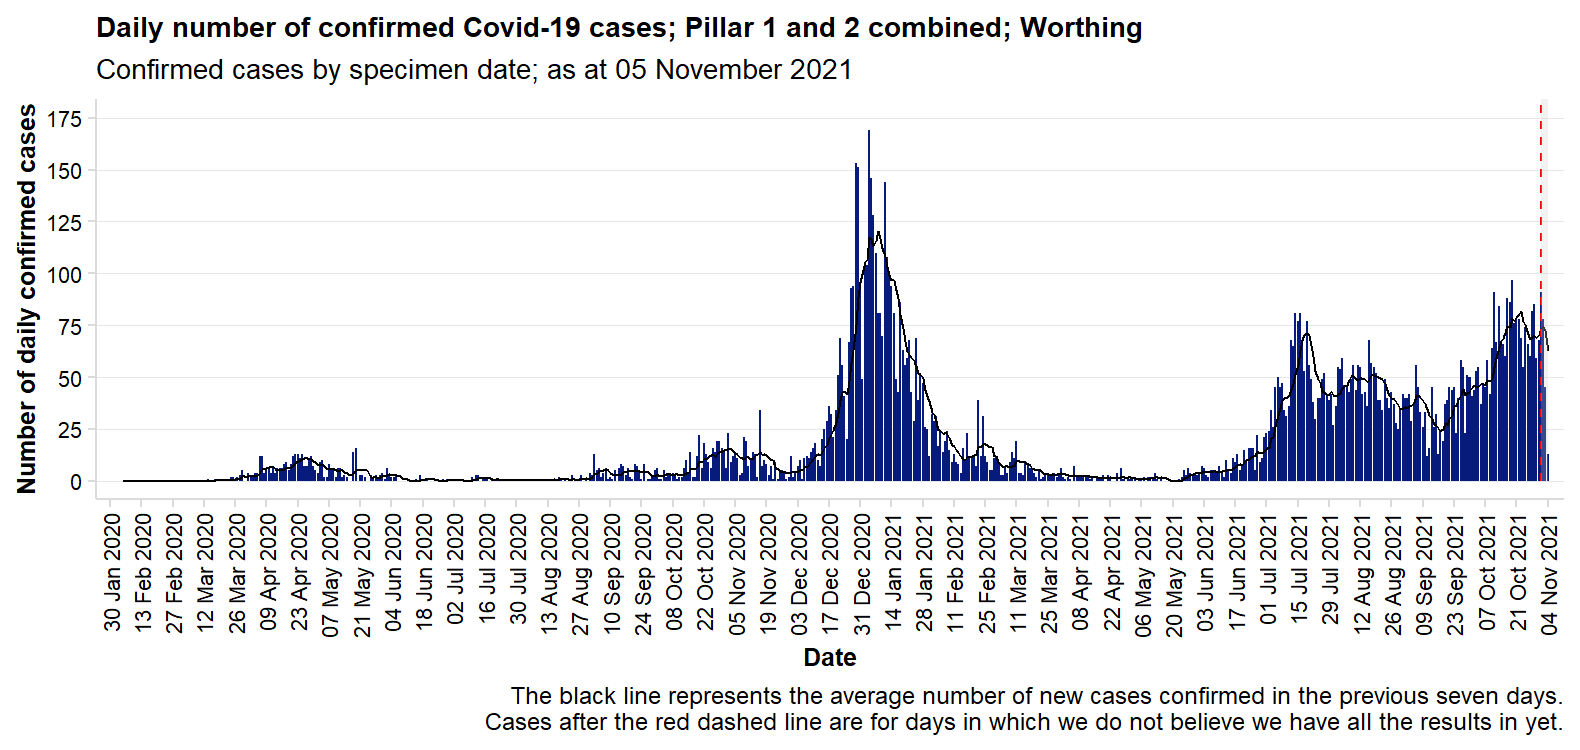 Daily number of confirmed Covid-19 cases; Pillar 1 and 2 combined; Worthing
Confirmed cases by specimen date; as at 05 November 2021
Number of daily confirmed cases
175
150
125
100
75
50
25
0
30 Jan 2020
13 Feb 2020
27 Feb 2020
12 Mar 2020
26 Mar 2020
09 Apr 2020
23 Apr 2020
07 May 2020
21 May 2020
04 Jun 2020
18 Jun 2020
02 Jul 2020
16 Jul 2020
30 Jul 2020
13 Aug 2020
27 Aug 2020
10 Sep 2020
24 Sep 2020
08 Oct 2020
22 Oct 2020
05 Nov 2020
19 Nov 2020
03 Dec 2020
17 Dec 2020
31 Dec 2020
14 Jan 2021
28 Jan 2021
11 Feb 2021
25 Feb 2021
11 Mar 2021
25 Mar 2021
08 Apr 2021
22 Apr 2021
06 May 2021
20 May 2021
03 Jun 2021
17 Jun 2021
01 Jul 2021
15 Jul 2021
29 Jul 2021
12 Aug 2021
26 Aug 2021
09 Sep 2021
23 Sep 2021
07 Oct 2021
21 Oct 2021
04 Nov 2021
Date
The black line represents the average number of new cases confirmed in the previous seven days.
Cases after the red dashed line are for days in which we do not believe we have all the results in yet.